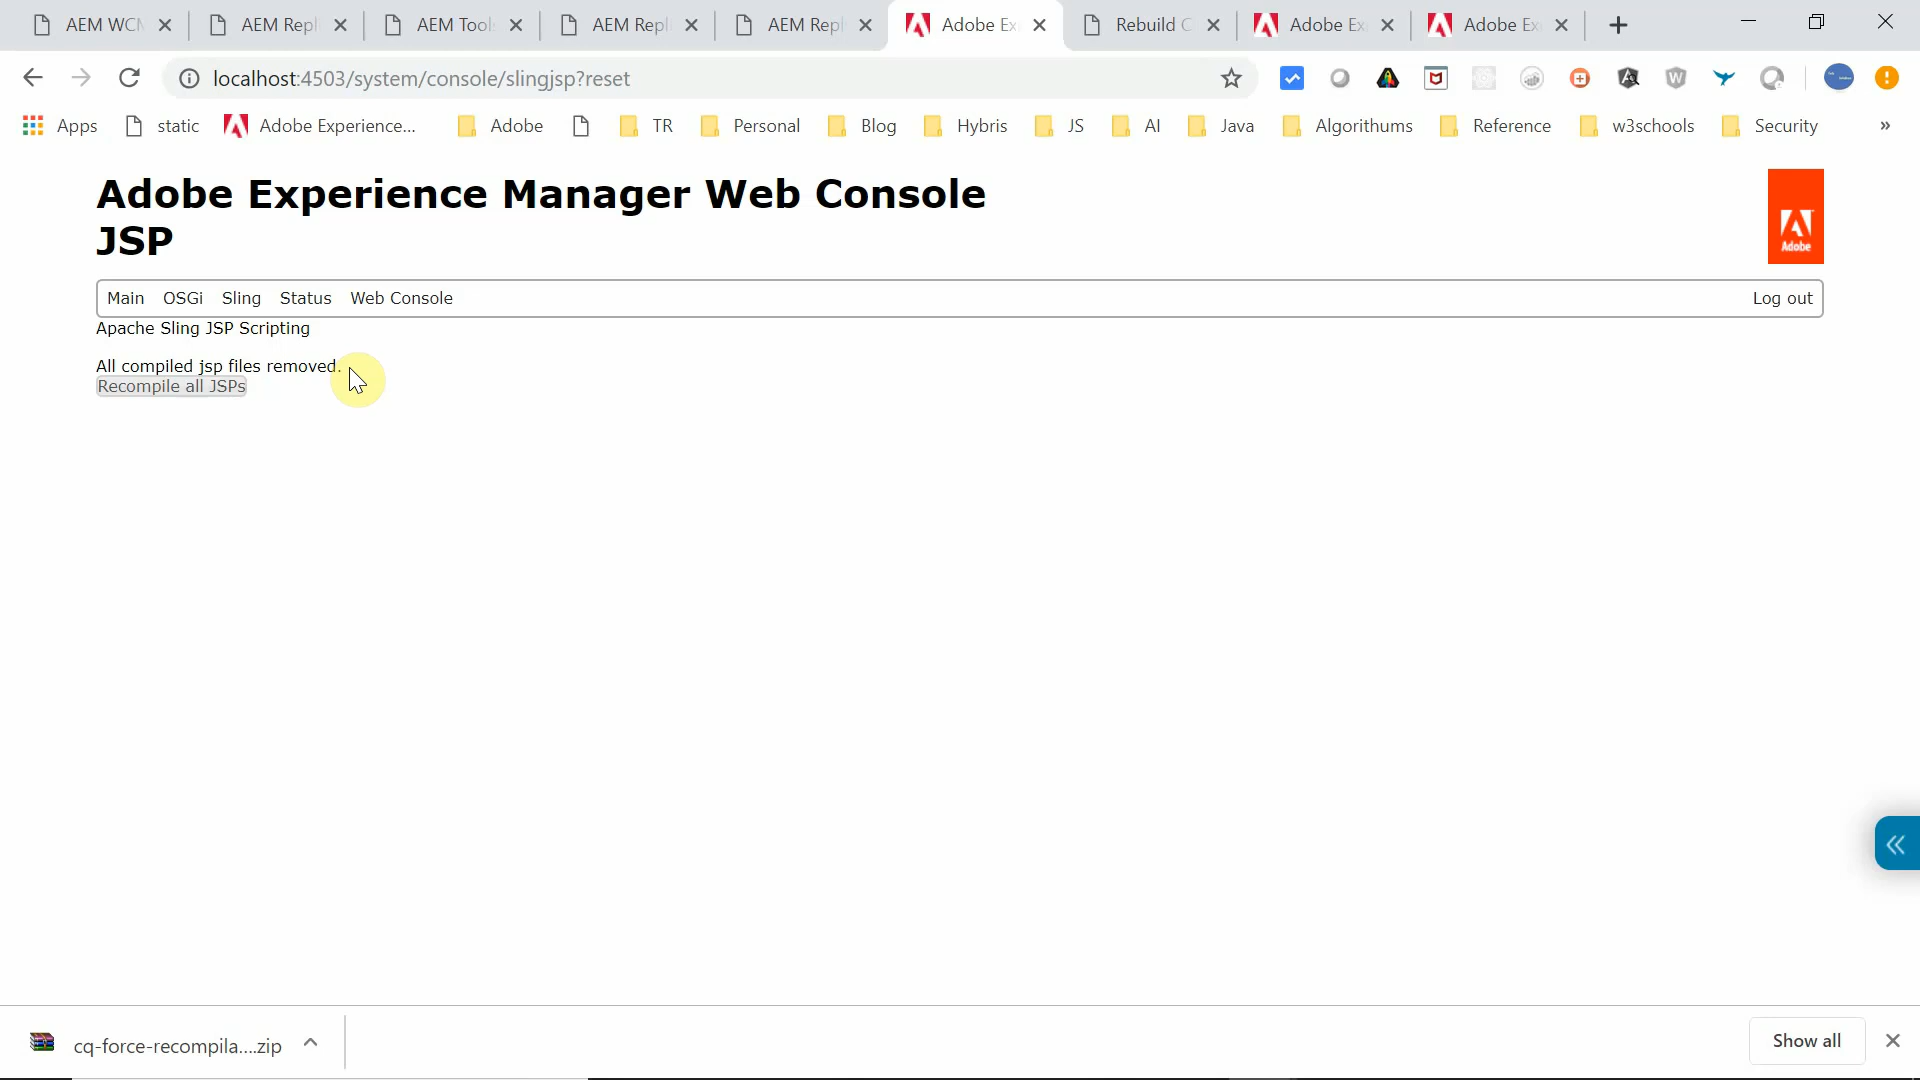 AEM WCM
AEM Repl
AEM Tool
AEM Repli
AEM Repl
Adobe Ex
Rebuild C
Adobe Ex
Adobe Ex
localhost:4503/system/console/slingjsp?reset
Apps
static
Adobe Experience...
Adobe
TR
Personal
Blog
Hybris
JS
AI
Java
Algorithums
Reference
w3schools
Security
»
Adobe Experience Manager Web Console
JSP
Adobe
Main OSGi Sling Status Web Console
Log out
Apache Sling JSP Scripting
All compiled jsp files removed.
Recompile all JSPs
cq-force-recompila....zip
Show all